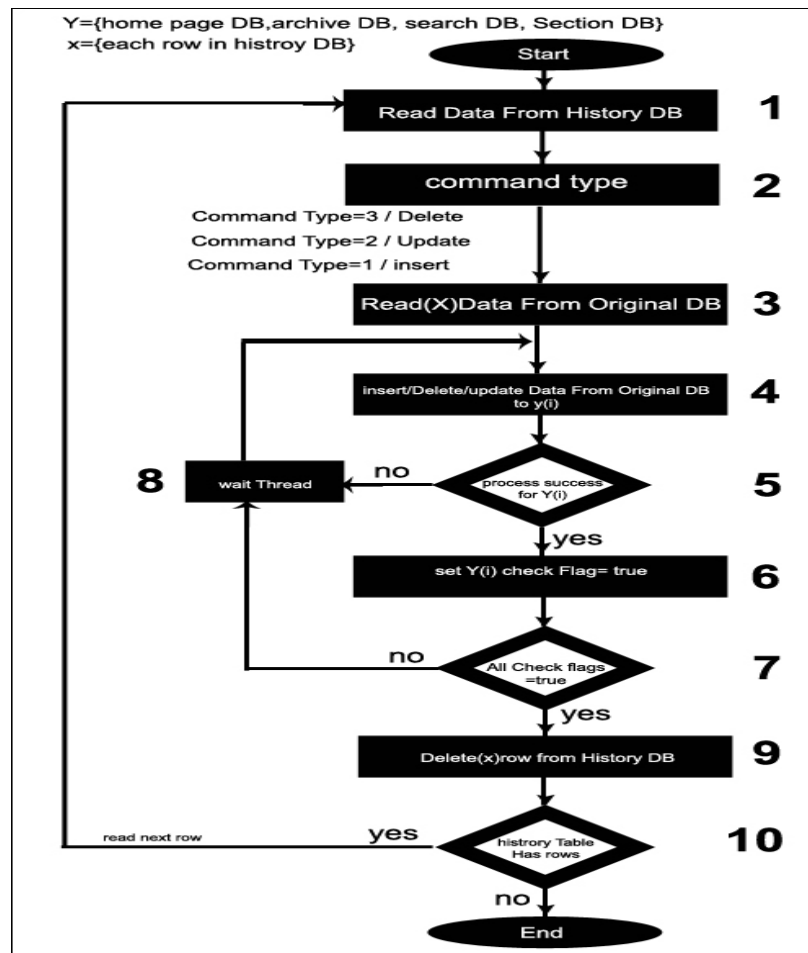 Y={home page DB,archive DB, search DB, Section DB}
x={each row in histroy DB}
Start
Read Data From History DB
1
command type
2
Command Type=3 / Delete
Command Type=2 / Update
Command Type=1 / insert
Read(X)Data From Original DB
3
insert/Delete/update Data From Original DB
to y(i)
4
8
wait Thread
no
process success
for Y(i)
5
yes
set Y(i) check Flag= true
6
no
All Check flags
=true
7
yes
Delete(x)row from History DB
9
read next row
yes
histrory Table
Has rows
10
no
End